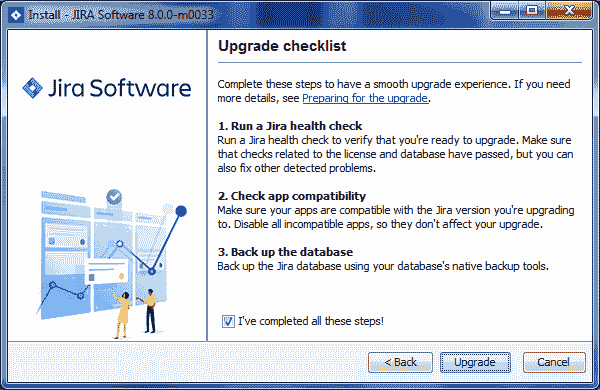 Install - JIRA Software 8.0.0-m0033
Jira Software
Upgrade checklist
Complete these steps to have a smooth upgrade experience. If you need
more details, see Preparing for the upgrade.
1. Run a Jira health check
Run a Jira health check to verify that you're ready to upgrade. Make sure
that checks related to the license and database have passed, but you can
also fix other detected problems.
2. Check app compatibility
Make sure your apps are compatible with the Jira version you're upgrading
to. Disable all incompatible apps, so they don't affect your upgrade.
3. Back up the database
Back up the Jira database using your database's native backup tools.
I've completed all these steps!
< Back
Upgrade
Cancel